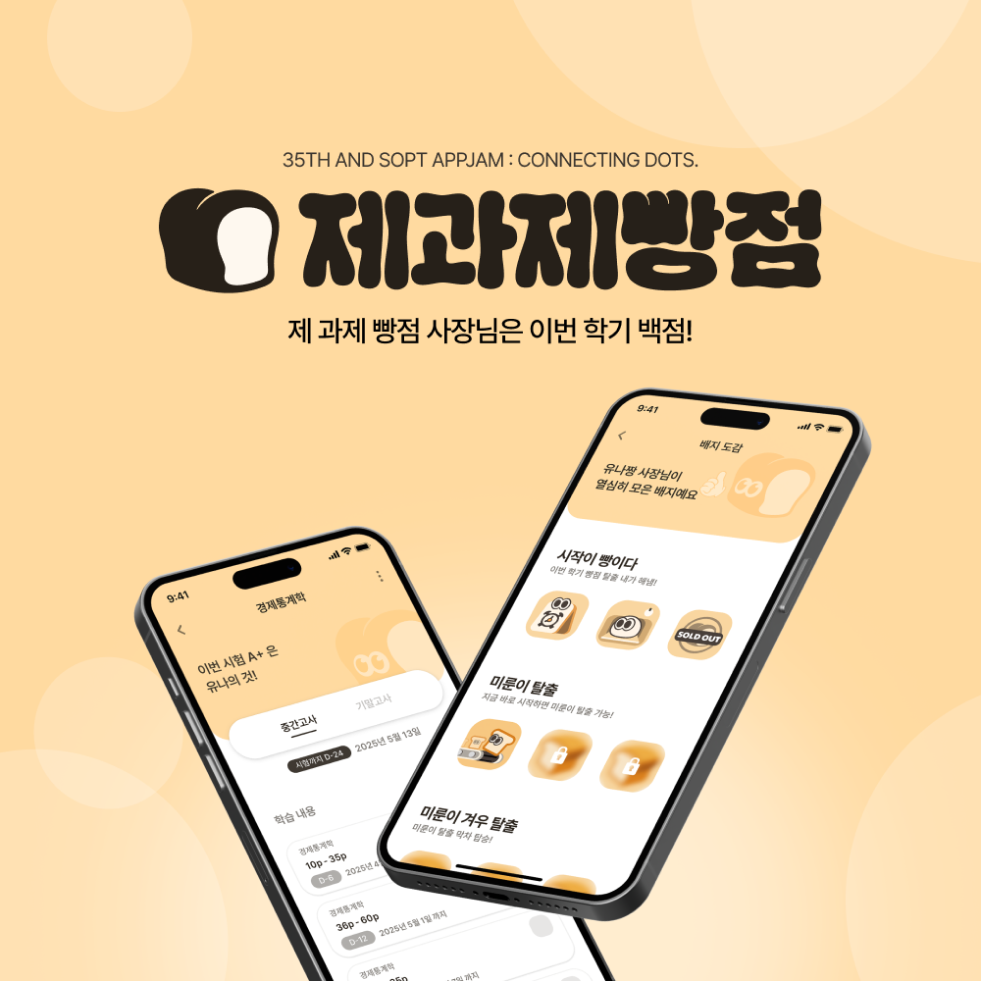 35TH AND SOPT APPJAM : CONNECTING DOTS.
제과제빵점
제 과제 빵점 사장님은 이번 학기 백점!
9:41
배지 도감
유나짱 사장님이
열심히 모은 배지예요
시작이 빵이다
이번 학기 빵점 탈출 내가 해냄!
SOLD OUT
미룬이 탈출
지금 바로 시작하면 미룬이 탈출 가능!
미룬이 겨우 탈출
미룬이 탈출 막차 탑승!
9:41
경제통계학
이번 시험 A+ 은
유나의 것!
중간고사
기말고사
시험까지 D-24
2025년 5월 13일
학습 내용
경제통계학
10p - 35p
D-6
2025년 4
경제통계학
36p - 60p
D-12
2025년 5월 1일 까지
경제통계학
까지